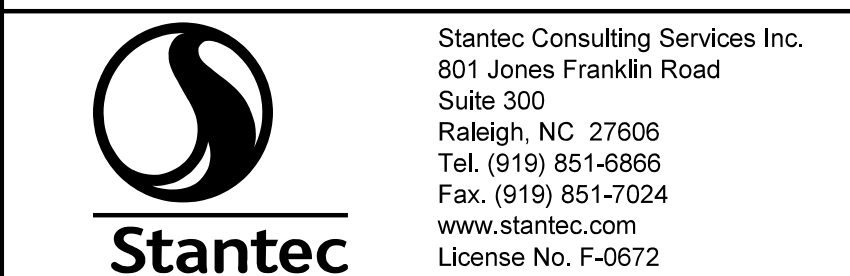 Stantec
Stantec Consulting Services Inc.
801 Jones Franklin Road
Suite 300
Raleigh, NC  27606
Tel. (919) 851-6866
Fax. (919) 851-7024
www.stantec.com
License No. F-0672